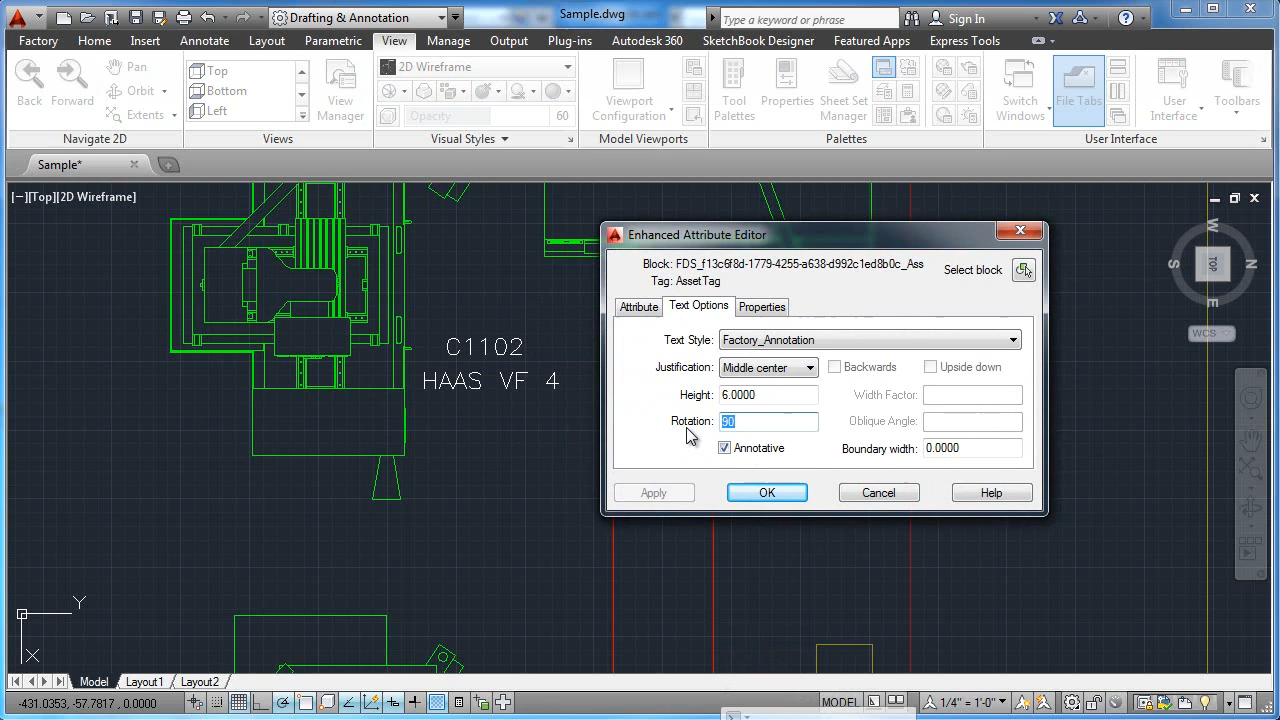 Drafting & Annotation
Sample.dwg
Type a keyword or phrase
Sign In
Factory Home Insert Annotate Layout Parametric View Manage Output Plug-ins Autodesk 360 SketchBook Designer Featured Apps Express Tools
Back
Forward
Pan
Orbit
Extents
Top
Bottom
Left
View Manager
2D Wireframe
Opacity 60
Viewport Configuration
Tool Palettes
Properties
Sheet Set Manager
Switch Windows
File Tabs
User Interface
Toolbars
Navigate 2D
Views
Visual Styles
Model Viewports
Palettes
User Interface
Sample*
[−][Top][2D Wireframe]
W
S
TOP
N
E
WCS
C1102
HAAS VF 4
Enhanced Attribute Editor
Block: FDS_f13c6f8d-1779-4255-a638-d992c1ed8b0c_Ass
Tag: AssetTag
Select block
Attribute Text Options Properties
Text Style: Factory_Annotation
Justification: Middle center Backwards Upside down
Height: 6.0000 Width Factor:
Rotation: 90 Oblique Angle:
Annotative Boundary width: 0.0000
Apply OK Cancel Help
Y
X
Model Layout1 Layout2
-431.0353, -57.7817, 0.0000
MODEL
1/4" = 1'-0"